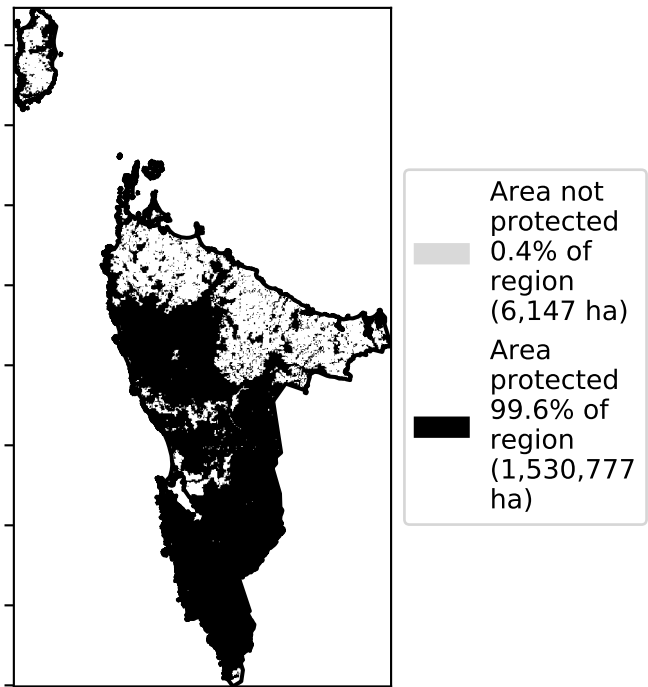 Area not
protected
0.4% of
region
(6,147 ha)
Area
protected
99.6% of
region
(1,530,777
ha)